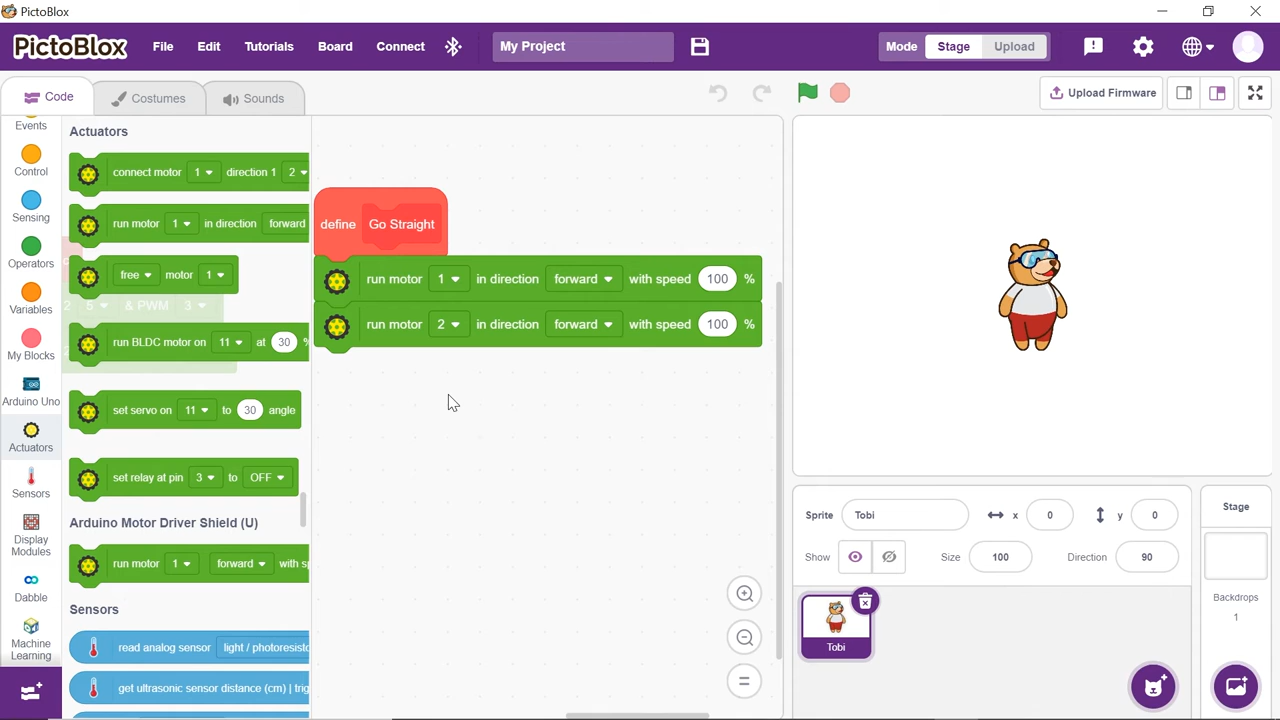 PictoBlox
PictoBlox File Edit Tutorials Board Connect My Project Mode Stage Upload
Code Costumes Sounds Upload Firmware
Events
Control
Sensing
Operators
Variables
My Blocks
Arduino Uno
Actuators
Sensors
Display
Modules
Dabble
Machine
Learning
Actuators
connect motor 1 direction 1 2
run motor 1 in direction forward
free motor 1
2 5 & PWM 3
run BLDC motor on 11 at 30 %
set servo on 11 to 30 angle
set relay at pin 3 to OFF
Arduino Motor Driver Shield (U)
run motor 1 forward with sp
Sensors
read analog sensor light / photoresisto
get ultrasonic sensor distance (cm) | trig
define Go Straight
run motor 1 in direction forward with speed 100 %
run motor 2 in direction forward with speed 100 %
Sprite Tobi x 0 y 0
Show Size 100 Direction 90
Tobi
Stage
Backdrops
1